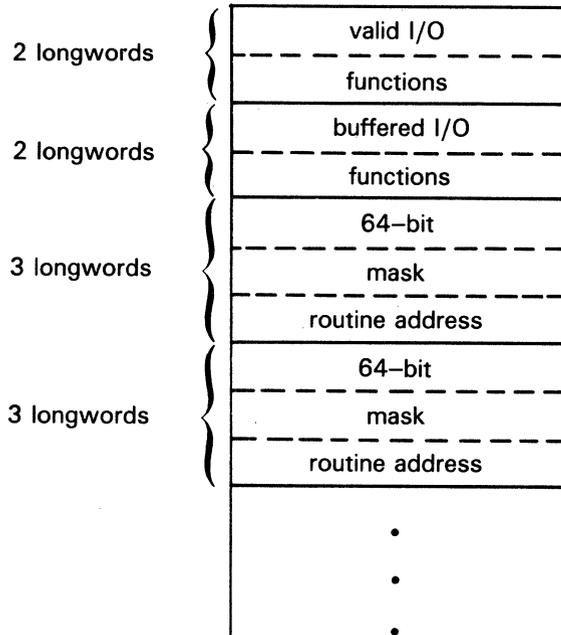 2 longwords
valid I/O
functions
2 longwords
buffered I/O
functions
3 longwords
64–bit
mask
routine address
3 longwords
64–bit
mask
routine address